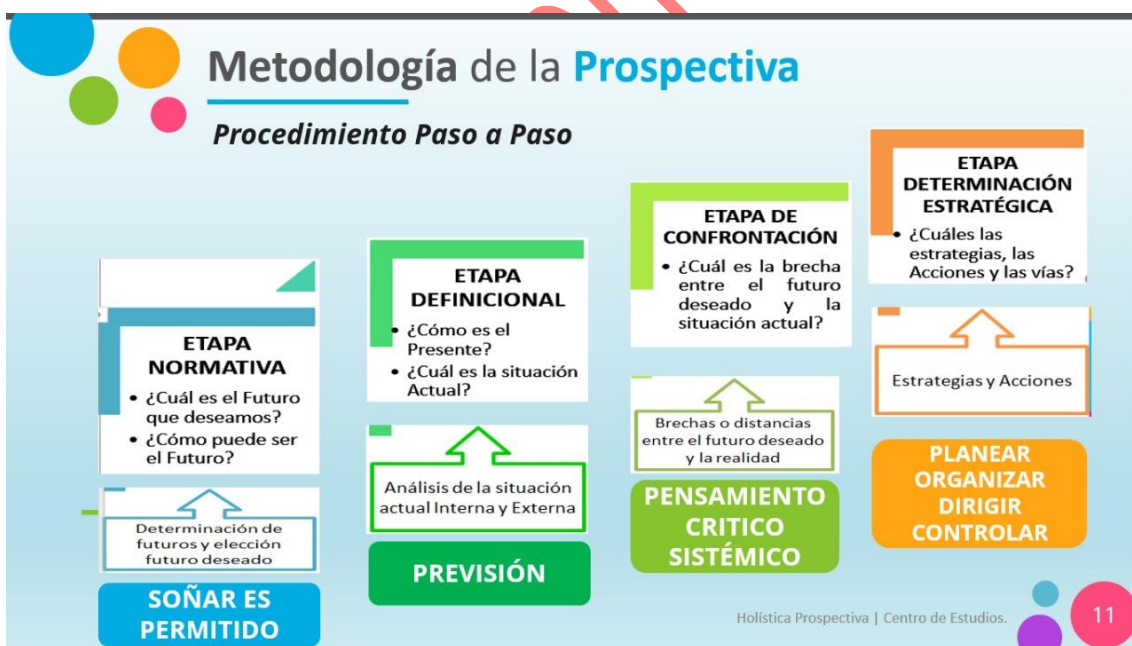 Metodología de la Prospectiva
Procedimiento Paso a Paso
ETAPA
NORMATIVA
• ¿Cuál es el Futuro
que deseamos?
• ¿Cómo puede ser
el Futuro?
Determinación de
futuros y elección
futuro deseado
SOÑAR ES
PERMITIDO
ETAPA
DEFINICIONAL
• ¿Cómo es el
Presente?
• ¿Cuál es la situación
Actual?
Análisis de la situación
actual Interna y Externa
PREVISIÓN
ETAPA DE
CONFRONTACIÓN
• ¿Cuál es la brecha
entre el futuro
deseado y la
situación actual?
Brechas o distancias
entre el futuro deseado
y la realidad
PENSAMIENTO
CRITICO
SISTÉMICO
ETAPA
DETERMINACIÓN
ESTRATÉGICA
• ¿Cuáles las
estrategias, las
Acciones y las vías?
Estrategias y Acciones
PLANEAR
ORGANIZAR
DIRIGIR
CONTROLAR
Holística Prospectiva | Centro de Estudios.
11